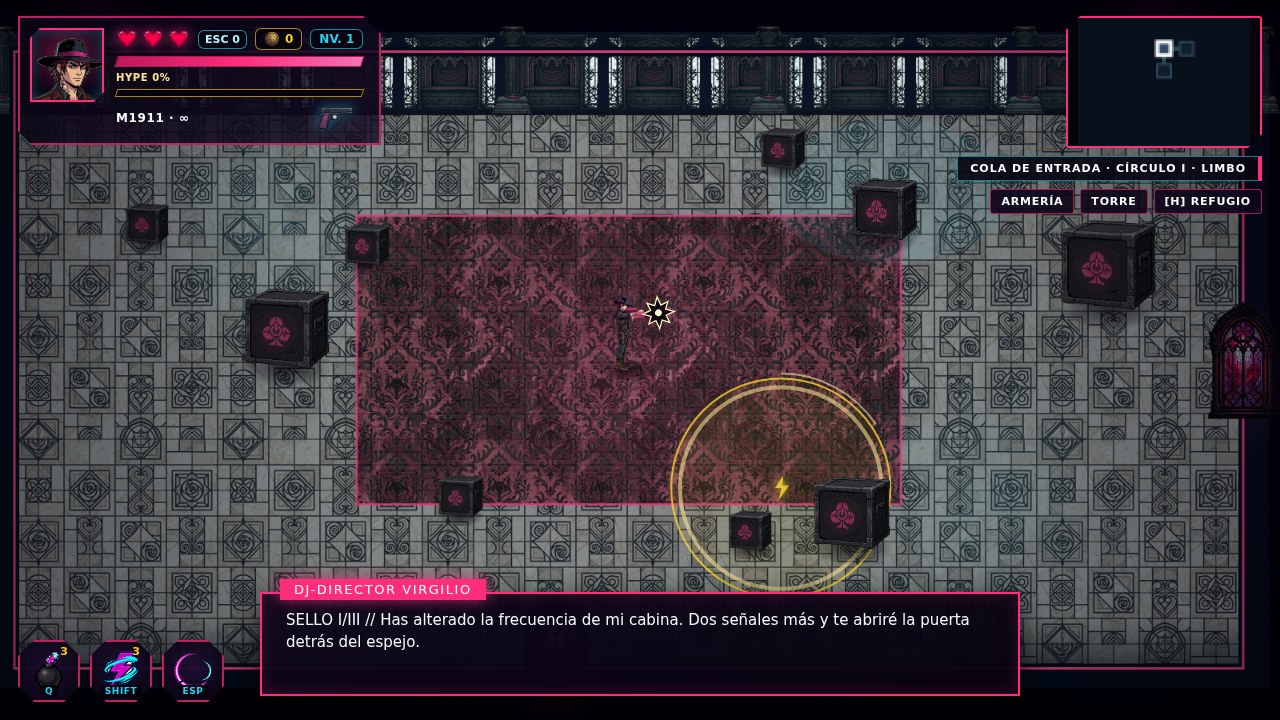 ESC 0
0
NV. 1
HYPE 0%
M1911 · ∞
COLA DE ENTRADA · CÍRCULO I · LIMBO
ARMERÍA
TORRE
[H] REFUGIO
DJ-DIRECTOR VIRGILIO
SELLO I/III // Has alterado la frecuencia de mi cabina. Dos señales más y te abriré la puerta
detrás del espejo.
3
Q
3
SHIFT
ESP